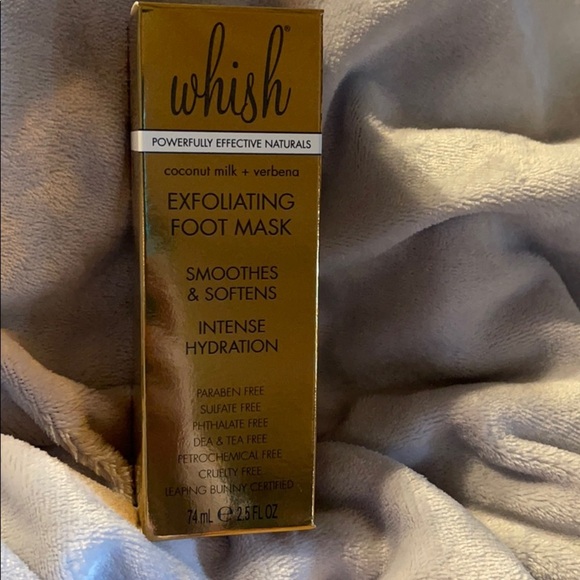 whish®
POWERFULLY EFFECTIVE NATURALS
coconut milk + verbena
EXFOLIATING
FOOT MASK
SMOOTHES
& SOFTENS
INTENSE
HYDRATION
PARABEN FREE
SULFATE FREE
PHTHALATE FREE
DEA & TEA FREE
PETROCHEMICAL FREE
CRUELTY FREE
LEAPING BUNNY CERTIFIED
74 mL ℮ 2.5 FL OZ